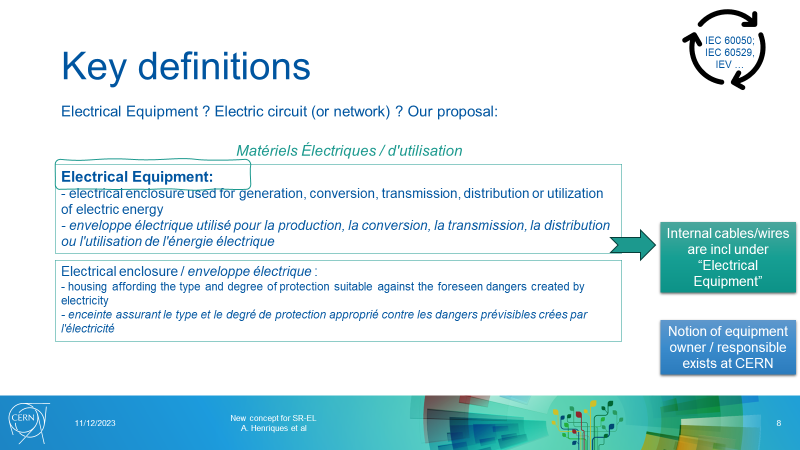 IEC 60050;
IEC 60529,
IEV ...
Key definitions
Electrical Equipment ? Electric circuit (or network) ? Our proposal:
Matériels Électriques / d'utilisation
Electrical Equipment:
- electrical enclosure used for generation, conversion, transmission, distribution or utilization
of electric energy
- enveloppe électrique utilisé pour la production, la conversion, la transmission, la distribution
ou l'utilisation de l'énergie électrique
Internal cables/wires
are incl under
“Electrical
Equipment”
Electrical enclosure / enveloppe électrique :
- housing affording the type and degree of protection suitable against the foreseen dangers created by
electricity
- enceinte assurant le type et le degré de protection approprié contre les dangers prévisibles crées par
l'électricité
Notion of equipment
owner / responsible
exists at CERN
CERN
11/12/2023
New concept for SR-EL
A. Henriques et al
8